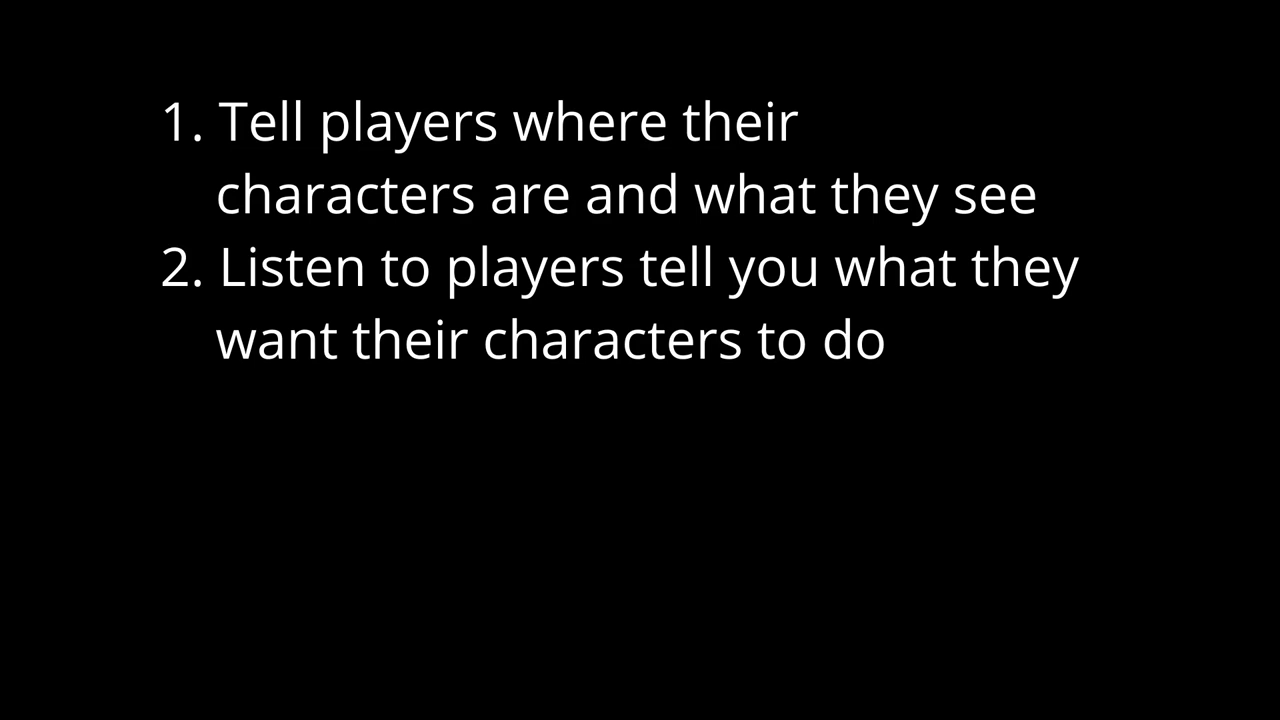 1. Tell players where their
characters are and what they see
2. Listen to players tell you what they
want their characters to do